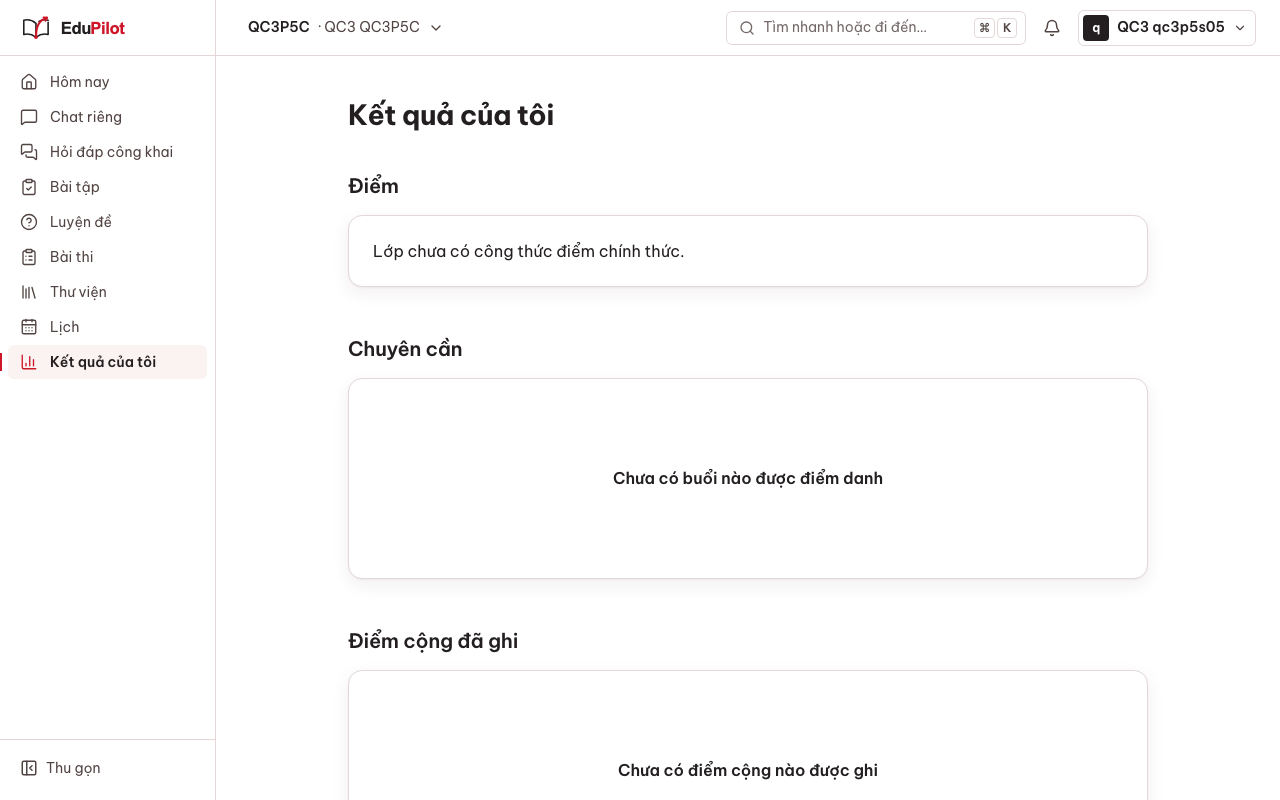 EduPilot
QC3P5C · QC3 QC3P5C
Tìm nhanh hoặc đi đến...
⌘ K
q QC3 qc3p5s05
Hôm nay
Chat riêng
Hỏi đáp công khai
Bài tập
Luyện đề
Bài thi
Thư viện
Lịch
Kết quả của tôi
Thu gọn
Kết quả của tôi
Điểm
Lớp chưa có công thức điểm chính thức.
Chuyên cần
Chưa có buổi nào được điểm danh
Điểm cộng đã ghi
Chưa có điểm cộng nào được ghi